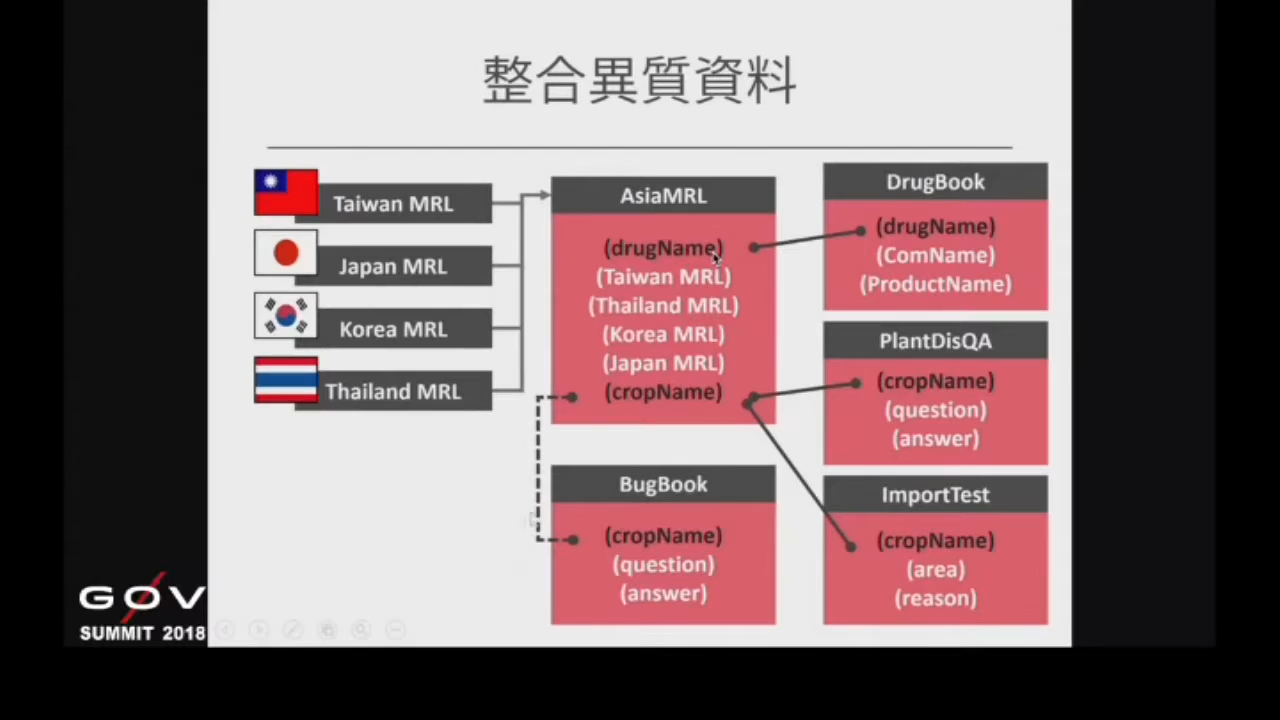 整合異質資料
Taiwan MRL
Japan MRL
Korea MRL
Thailand MRL
AsiaMRL
(drugName)
(Taiwan MRL)
(Thailand MRL)
(Korea MRL)
(Japan MRL)
(cropName)
BugBook
(cropName)
(question)
(answer)
DrugBook
(drugName)
(ComName)
(ProductName)
PlantDisQA
(cropName)
(question)
(answer)
ImportTest
(cropName)
(area)
(reason)
GØV
SUMMIT 2018